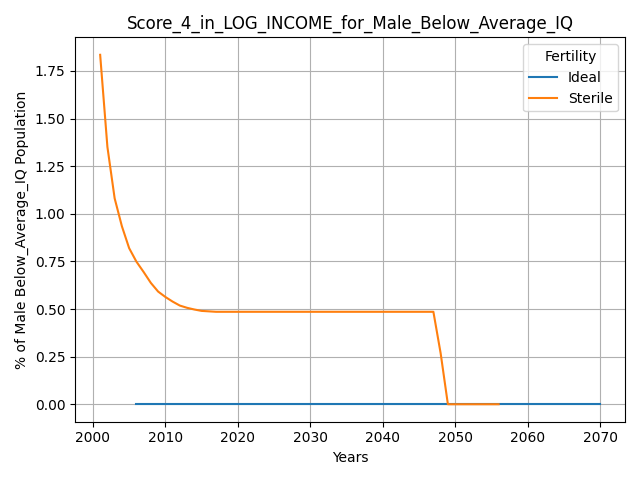 Score_4_in_LOG_INCOME_for_Male_Below_Average_IQ
Fertility
Ideal
Sterile
% of Male Below_Average_IQ Population
1.75
1.50
1.25
1.00
0.75
0.50
0.25
0.00
2000 2010 2020 2030 2040 2050 2060 2070
Years